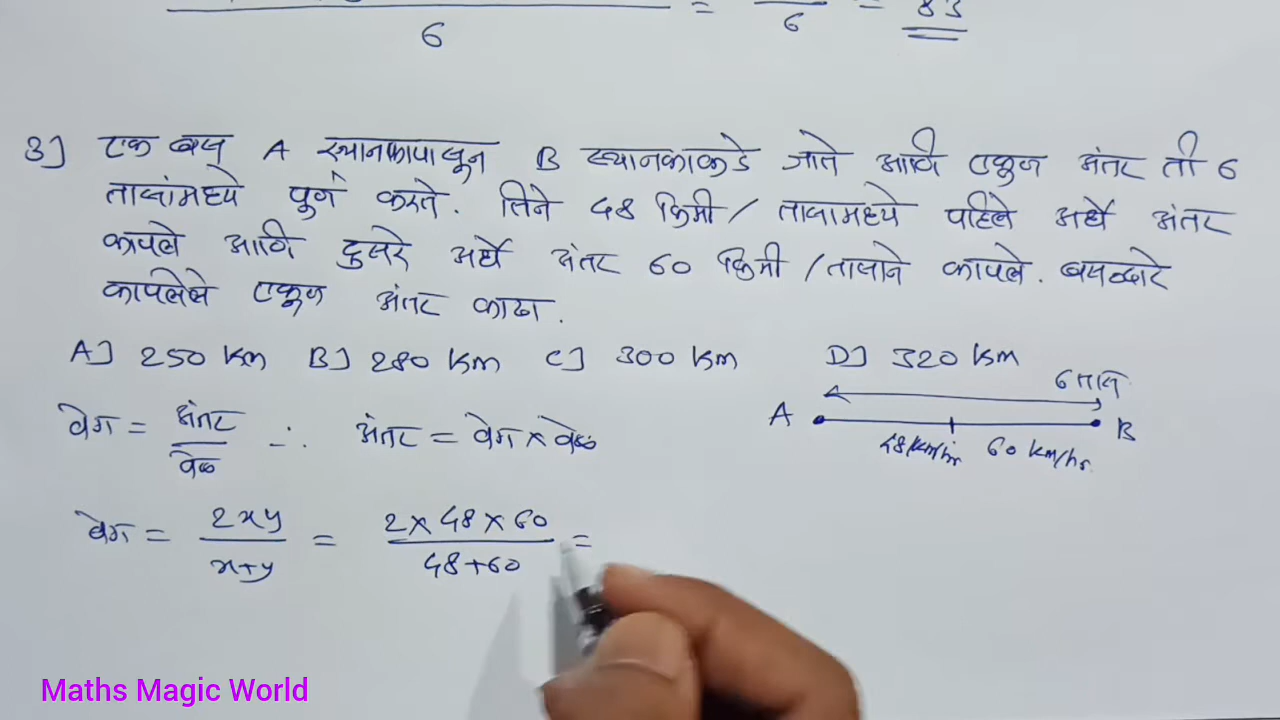 6 = 6 = 83
3] एक बस A स्थानकापासून B स्थानकाकडे जाते आणि एकूण अंतर ती 6
तासांमध्ये पूर्ण करते. तिने 48 किमी/तासामध्ये पहिले अर्धे अंतर
कापले आणि दुसरे अर्धे अंतर 60 किमी/तासाने कापले. बसद्वारे
कापलेले एकूण अंतर काढा.
A] 250 Km B] 280 Km C] 300 Km D] 320 Km
6 तास
A B
48 km/hr 60 km/hr.
वेग = अंतर / वेळ ∴ अंतर = वेग × वेळ
वेग = 2xy / x+y = 2×48×60 / 48+60 =
Maths Magic World